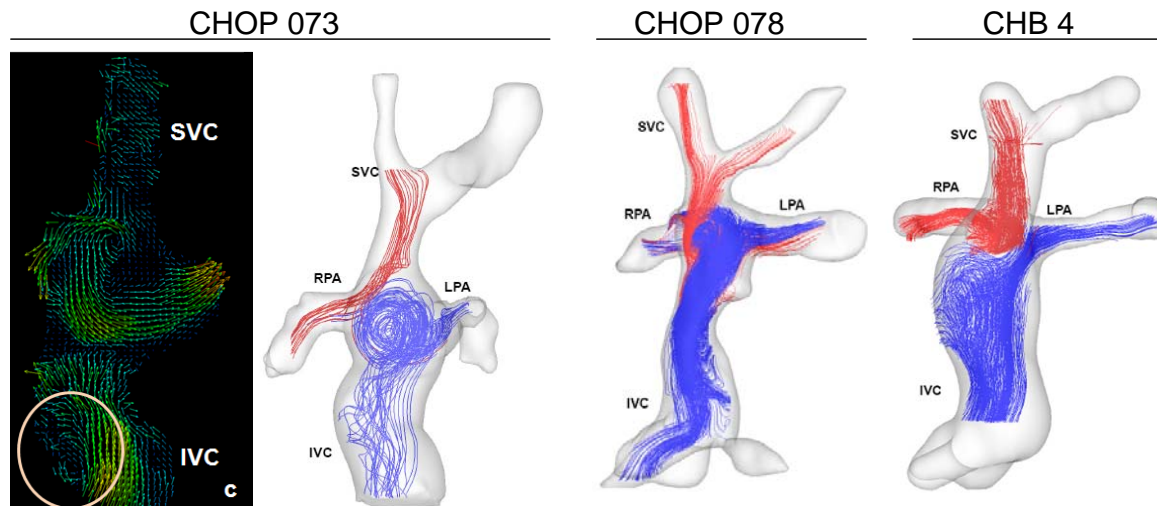 CHOP 073
CHOP 078
CHB 4
SVC
IVC
c
SVC
RPA
LPA
IVC
SVC
RPA
LPA
IVC
SVC
RPA
LPA
IVC